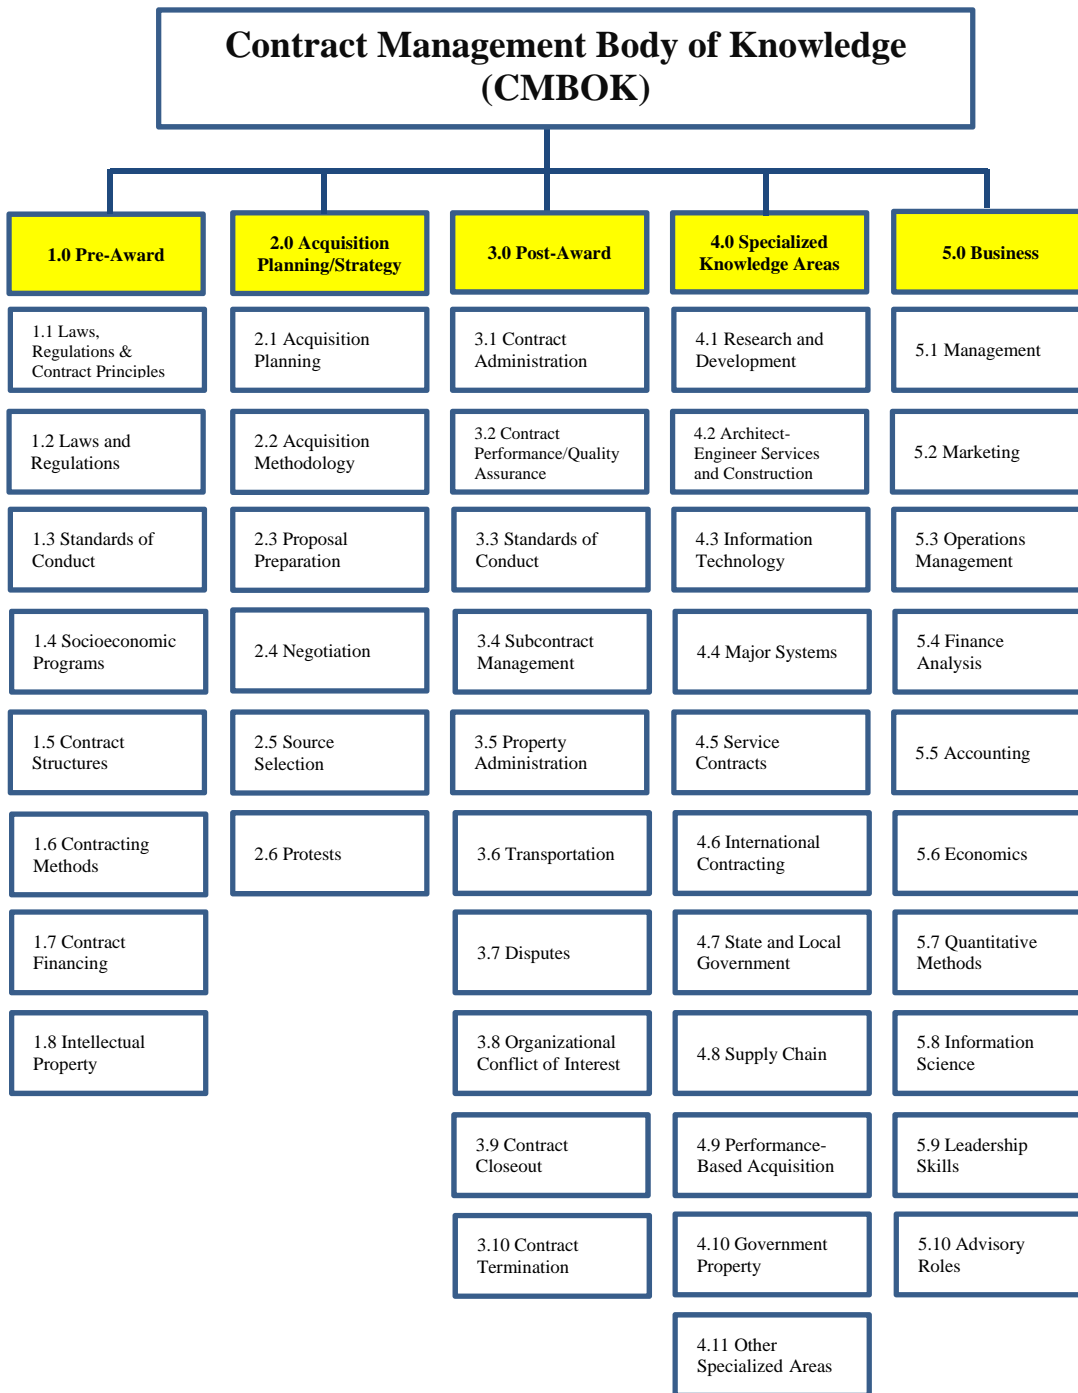 Contract Management Body of Knowledge
(CMBOK)
1.0 Pre-Award
2.0 Acquisition
Planning/Strategy
3.0 Post-Award
4.0 Specialized
Knowledge Areas
5.0 Business
1.1 Laws,
Regulations &
Contract Principles
2.1 Acquisition
Planning
3.1 Contract
Administration
4.1 Research and
Development
5.1 Management
1.2 Laws and
Regulations
2.2 Acquisition
Methodology
3.2 Contract
Performance/Quality
Assurance
4.2 Architect-
Engineer Services
and Construction
5.2 Marketing
1.3 Standards of
Conduct
2.3 Proposal
Preparation
3.3 Standards of
Conduct
4.3 Information
Technology
5.3 Operations
Management
1.4 Socioeconomic
Programs
2.4 Negotiation
3.4 Subcontract
Management
4.4 Major Systems
5.4 Finance
Analysis
1.5 Contract
Structures
2.5 Source
Selection
3.5 Property
Administration
4.5 Service
Contracts
5.5 Accounting
1.6 Contracting
Methods
2.6 Protests
3.6 Transportation
4.6 International
Contracting
5.6 Economics
1.7 Contract
Financing
3.7 Disputes
4.7 State and Local
Government
5.7 Quantitative
Methods
1.8 Intellectual
Property
3.8 Organizational
Conflict of Interest
4.8 Supply Chain
5.8 Information
Science
3.9 Contract
Closeout
4.9 Performance-
Based Acquisition
5.9 Leadership
Skills
3.10 Contract
Termination
4.10 Government
Property
5.10 Advisory
Roles
4.11 Other
Specialized Areas